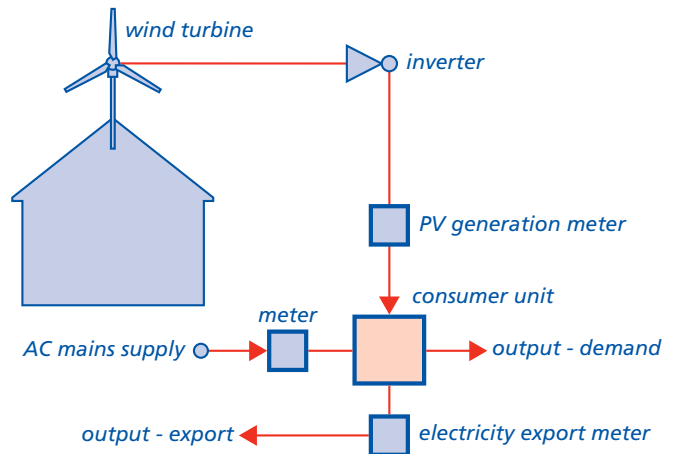 wind turbine
inverter
PV generation meter
consumer unit
meter
AC mains supply
output - demand
output - export
electricity export meter